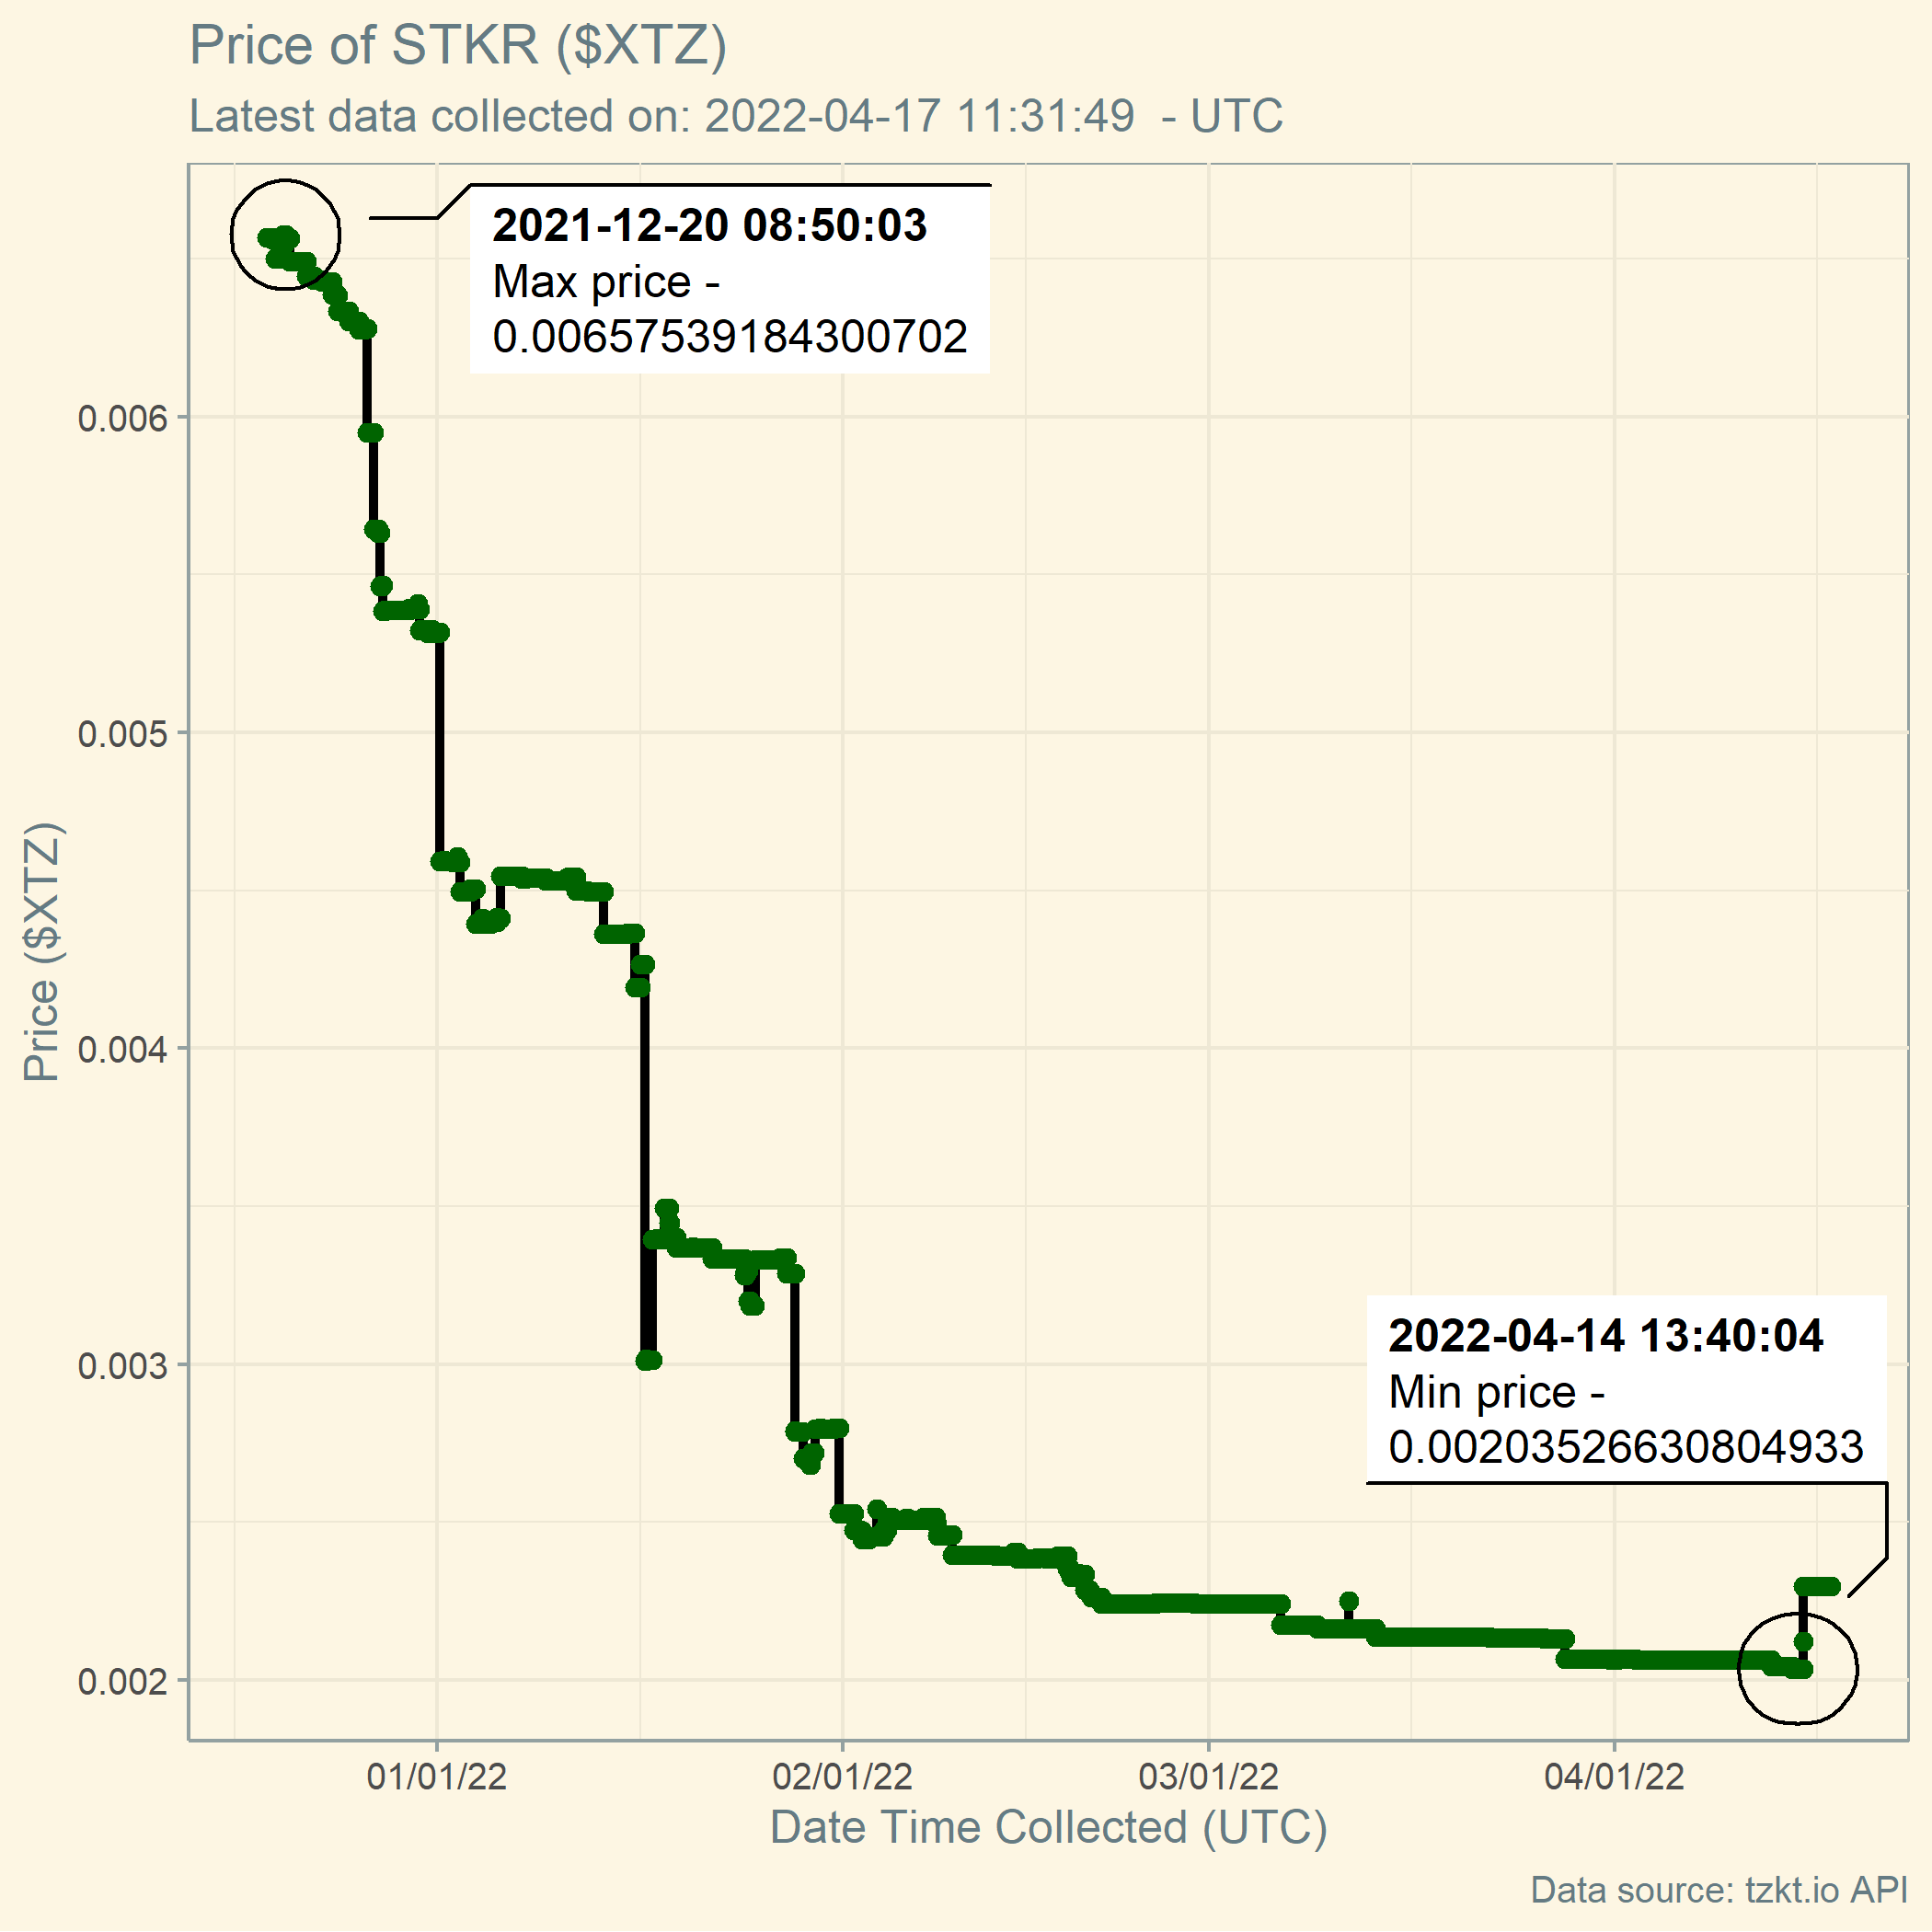 Price of STKR ($XTZ)
Latest data collected on: 2022-04-17 11:31:49  - UTC
2021-12-20 08:50:03
Max price -
0.00657539184300702
2022-04-14 13:40:04
Min price -
0.00203526630804933
Price ($XTZ)
0.006
0.005
0.004
0.003
0.002
01/01/22
02/01/22
03/01/22
04/01/22
Date Time Collected (UTC)
Data source: tzkt.io API